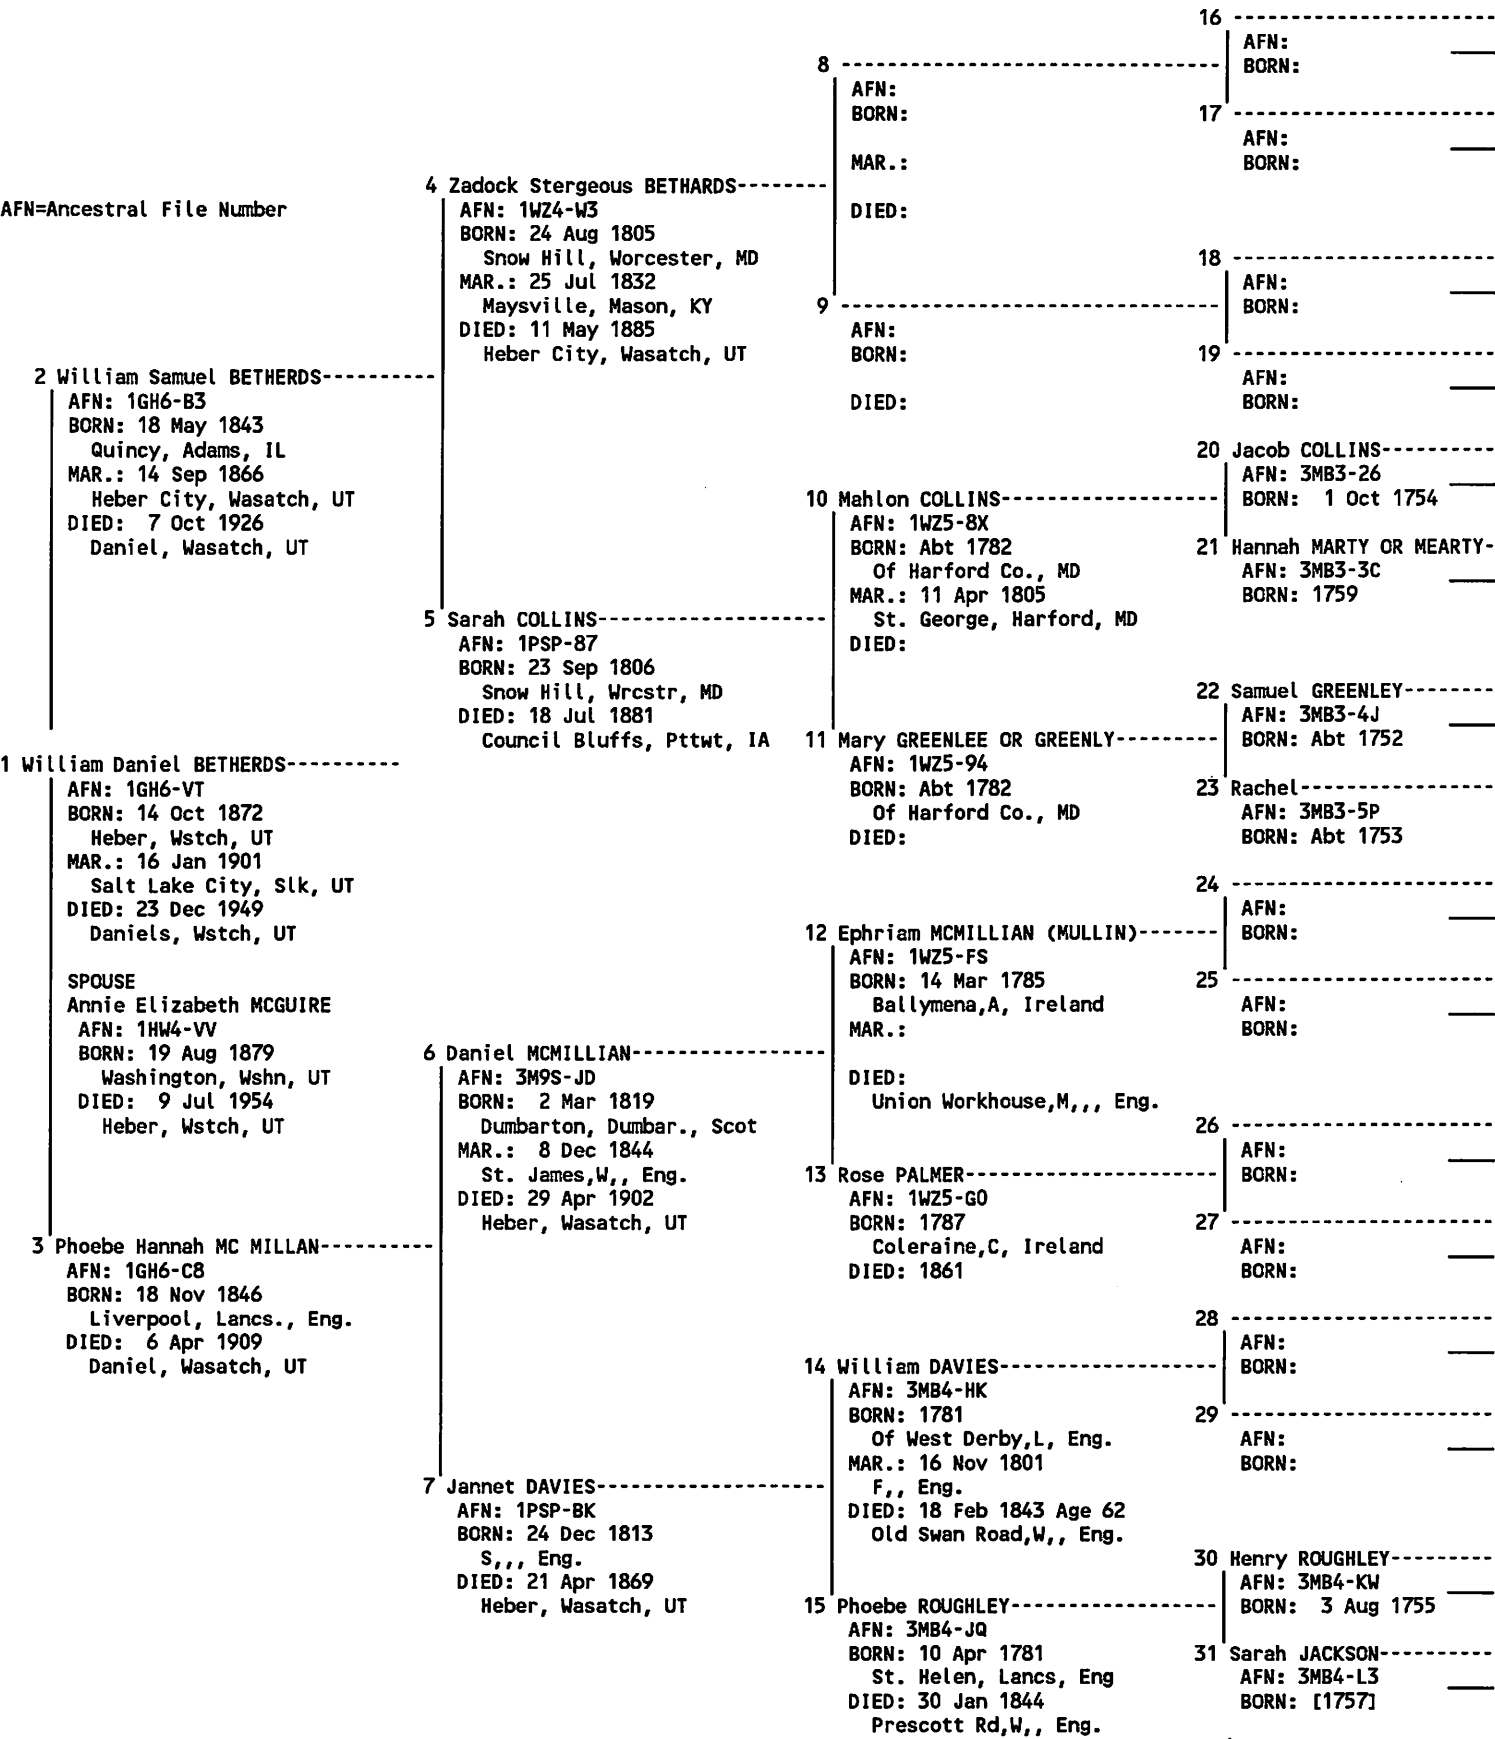 AFN=Ancestral File Number
1 William Daniel BETHERDS----------
AFN: 1GH6-VT
BORN: 14 Oct 1872
Heber, Wstch, UT
MAR.: 16 Jan 1901
Salt Lake City, Slk, UT
DIED: 23 Dec 1949
Daniels, Wstch, UT
SPOUSE
Annie Elizabeth MCGUIRE
AFN: 1HW4-VV
BORN: 19 Aug 1879
Washington, Wshn, UT
DIED: 9 Jul 1954
Heber, Wstch, UT
2 William Samuel BETHERDS----------
AFN: 1GH6-B3
BORN: 18 May 1843
Quincy, Adams, IL
MAR.: 14 Sep 1866
Heber City, Wasatch, UT
DIED: 7 Oct 1926
Daniel, Wasatch, UT
3 Phoebe Hannah MC MILLAN----------
AFN: 1GH6-C8
BORN: 18 Nov 1846
Liverpool, Lancs., Eng.
DIED: 6 Apr 1909
Daniel, Wasatch, UT
4 Zadock Stergeous BETHARDS--------
AFN: 1WZ4-W3
BORN: 24 Aug 1805
Snow Hill, Worcester, MD
MAR.: 25 Jul 1832
Maysville, Mason, KY
DIED: 11 May 1885
Heber City, Wasatch, UT
5 Sarah COLLINS--------------------
AFN: 1PSP-87
BORN: 23 Sep 1806
Snow Hill, Wrcstr, MD
DIED: 18 Jul 1881
Council Bluffs, Pttwt, IA
6 Daniel MCMILLIAN-----------------
AFN: 3M9S-JD
BORN: 2 Mar 1819
Dumbarton, Dumbar., Scot
MAR.: 8 Dec 1844
St. James,W,, Eng.
DIED: 29 Apr 1902
Heber, Wasatch, UT
7 Jannet DAVIES--------------------
AFN: 1PSP-BK
BORN: 24 Dec 1813
S,,, Eng.
DIED: 21 Apr 1869
Heber, Wasatch, UT
8 ---------------------------------
AFN:
BORN:
MAR.:
DIED:
9 ---------------------------------
AFN:
BORN:
DIED:
10 Mahlon COLLINS-------------------
AFN: 1WZ5-8X
BORN: Abt 1782
Of Harford Co., MD
MAR.: 11 Apr 1805
St. George, Harford, MD
DIED:
11 Mary GREENLEE OR GREENLY---------
AFN: 1WZ5-94
BORN: Abt 1782
Of Harford Co., MD
DIED:
12 Ephriam MCMILLIAN (MULLIN)-------
AFN: 1WZ5-FS
BORN: 14 Mar 1785
Ballymena,A, Ireland
MAR.:
DIED:
Union Workhouse,M,,, Eng.
13 Rose PALMER----------------------
AFN: 1WZ5-G0
BORN: 1787
Coleraine,C, Ireland
DIED: 1861
14 William DAVIES-------------------
AFN: 3MB4-HK
BORN: 1781
Of West Derby,L, Eng.
MAR.: 16 Nov 1801
F,, Eng.
DIED: 18 Feb 1843 Age 62
Old Swan Road,W,, Eng.
15 Phoebe ROUGHLEY------------------
AFN: 3MB4-JQ
BORN: 10 Apr 1781
St. Helen, Lancs, Eng
DIED: 30 Jan 1844
Prescott Rd,W,, Eng.
16 -----------------------
AFN:
BORN:
17 -----------------------
AFN:
BORN:
18 -----------------------
AFN:
BORN:
19 -----------------------
AFN:
BORN:
20 Jacob COLLINS----------
AFN: 3MB3-26
BORN: 1 Oct 1754
21 Hannah MARTY OR MEARTY-
AFN: 3MB3-3C
BORN: 1759
22 Samuel GREENLEY--------
AFN: 3MB3-4J
BORN: Abt 1752
23 Rachel-----------------
AFN: 3MB3-5P
BORN: Abt 1753
24 -----------------------
AFN:
BORN:
25 -----------------------
AFN:
BORN:
26 -----------------------
AFN:
BORN:
27 -----------------------
AFN:
BORN:
28 -----------------------
AFN:
BORN:
29 -----------------------
AFN:
BORN:
30 Henry ROUGHLEY---------
AFN: 3MB4-KW
BORN: 3 Aug 1755
31 Sarah JACKSON----------
AFN: 3MB4-L3
BORN: [1757]